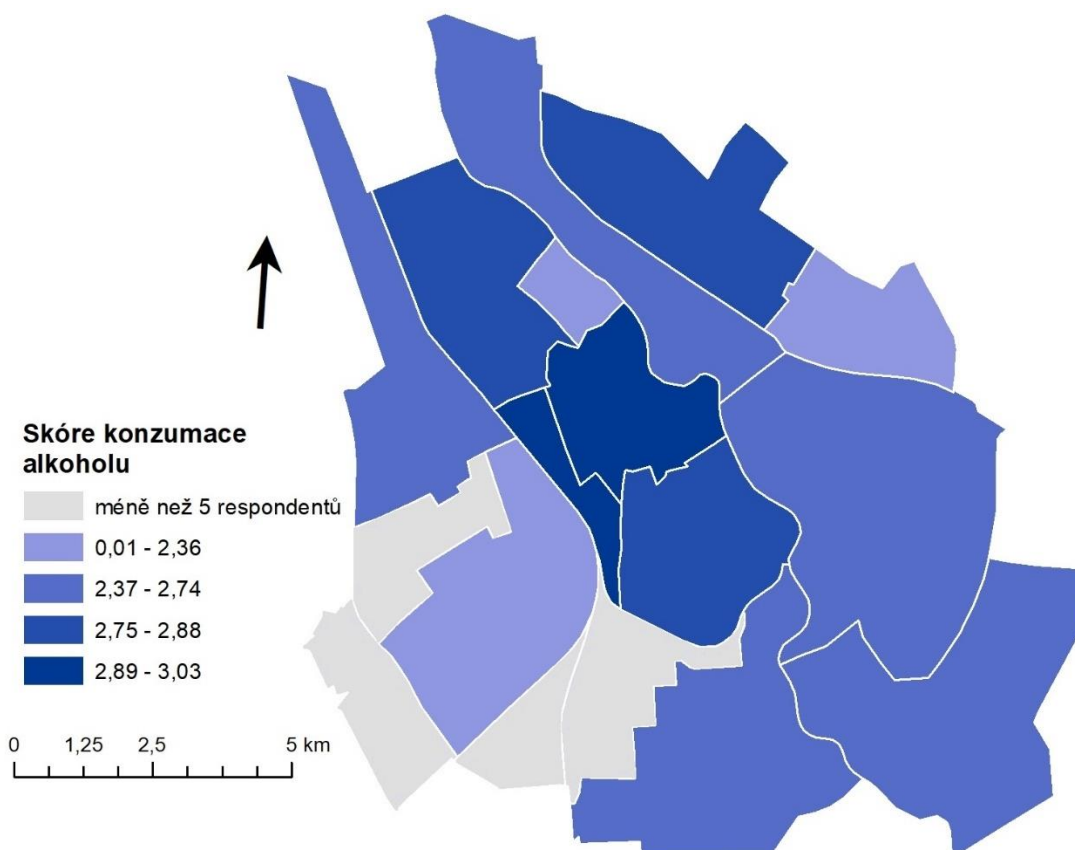 Skóre konzumace
alkoholu
méně než 5 respondentů
0,01 - 2,36
2,37 - 2,74
2,75 - 2,88
2,89 - 3,03
0 1,25 2,5 5 km